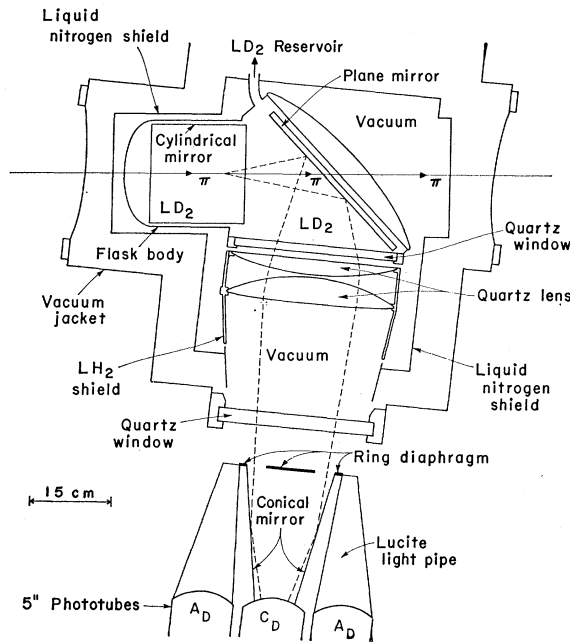 Liquid
nitrogen shield
LD2 Reservoir
Plane mirror
Vacuum
Cylindrical
mirror
π
π
π
LD2
LD2
Flask body
Quartz
window
Vacuum
jacket
Quartz lens
Vacuum
LH2
shield
Liquid
nitrogen
shield
Quartz
window
Ring diaphragm
15 cm
Conical
mirror
Lucite
light pipe
5" Phototubes
AD
CD
AD